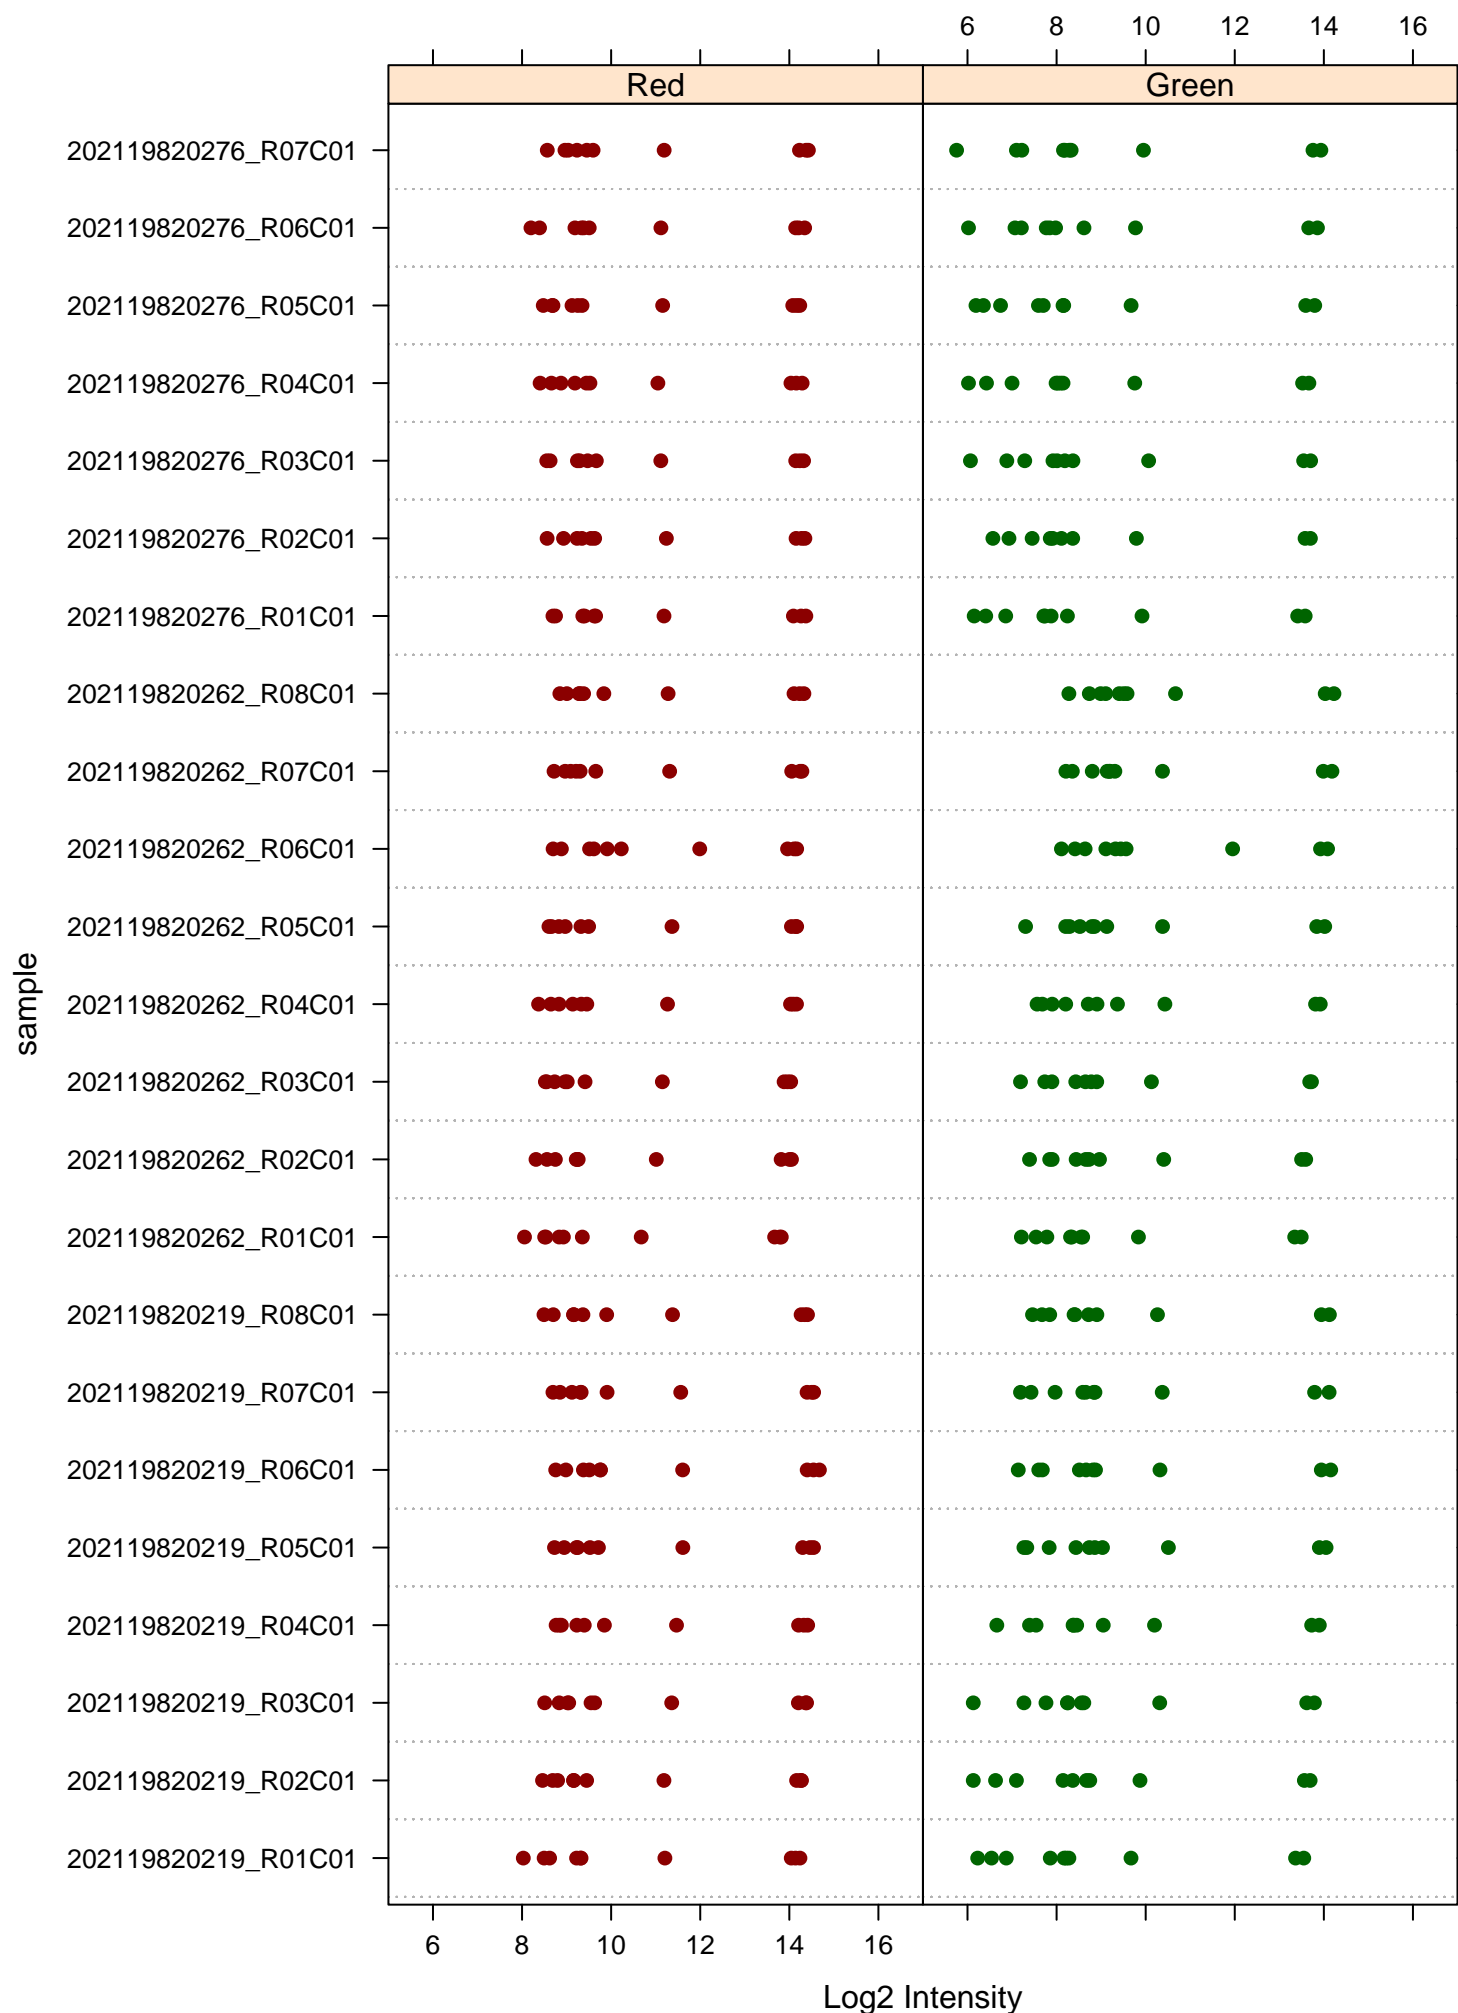 6 8 10 12 14 16
Red Green
202119820276_R07C01
202119820276_R06C01
202119820276_R05C01
202119820276_R04C01
202119820276_R03C01
202119820276_R02C01
202119820276_R01C01
202119820262_R08C01
202119820262_R07C01
202119820262_R06C01
202119820262_R05C01
202119820262_R04C01
202119820262_R03C01
202119820262_R02C01
202119820262_R01C01
202119820219_R08C01
202119820219_R07C01
202119820219_R06C01
202119820219_R05C01
202119820219_R04C01
202119820219_R03C01
202119820219_R02C01
202119820219_R01C01
sample
6 8 10 12 14 16
Log2 Intensity